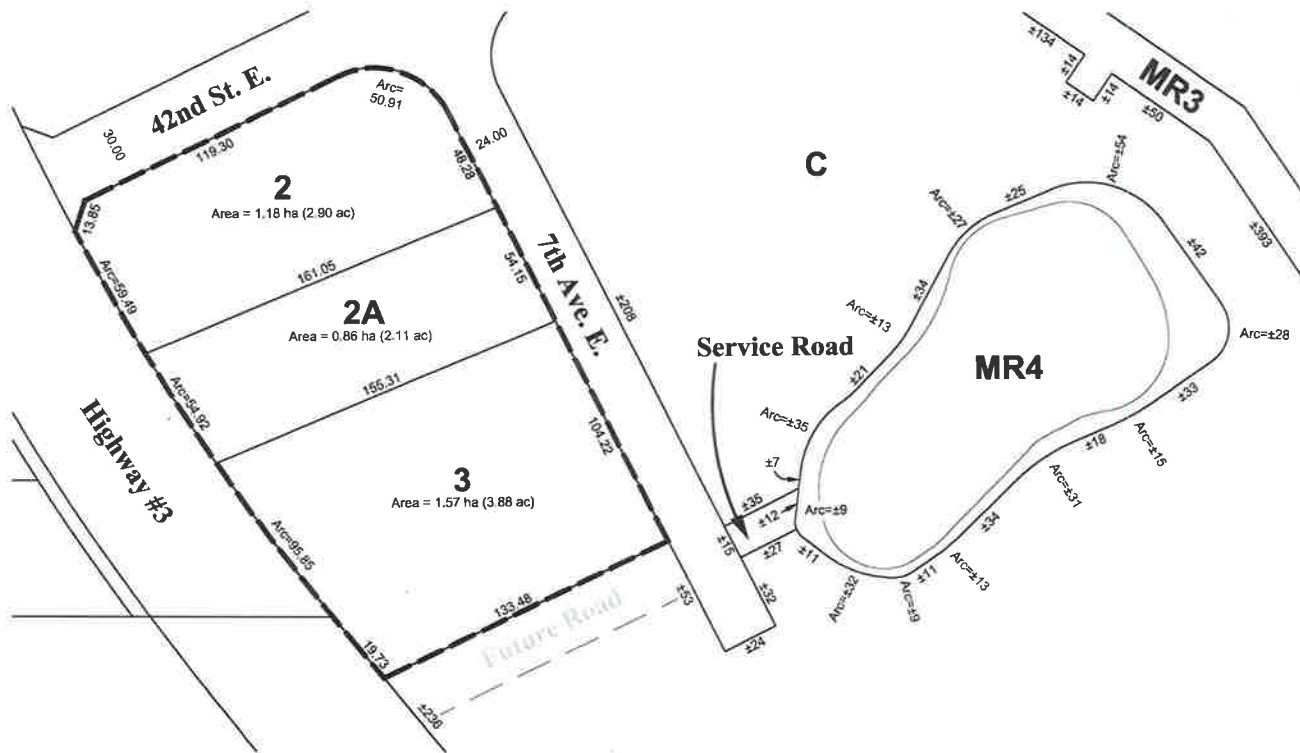 42nd St. E.
30.00
119.30
Arc=
50.91
24.00
48.28
13.85
2
Area = 1.18 ha (2.90 ac)
Arc=59.49
161.05
54.15
2A
Area = 0.86 ha (2.11 ac)
7th Ave. E.
±208
Arc=54.92
155.31
104.22
Highway #3
3
Area = 1.57 ha (3.88 ac)
Arc=95.85
19.73
133.48
Future Road
±53
±236
±24
±32
±16
Service Road
±35
±12
±27
±7
C
±134
±14
±14
±14
±50
MR3
±393
MR4
Arc=±54
±25
Arc=±27
±42
±34
Arc=±13
Arc=±28
±21
±33
Arc=±35
±18
Arc=±15
Arc=±31
Arc=±9
±34
±11
Arc=±32
Arc=±9
±11
Arc=±13